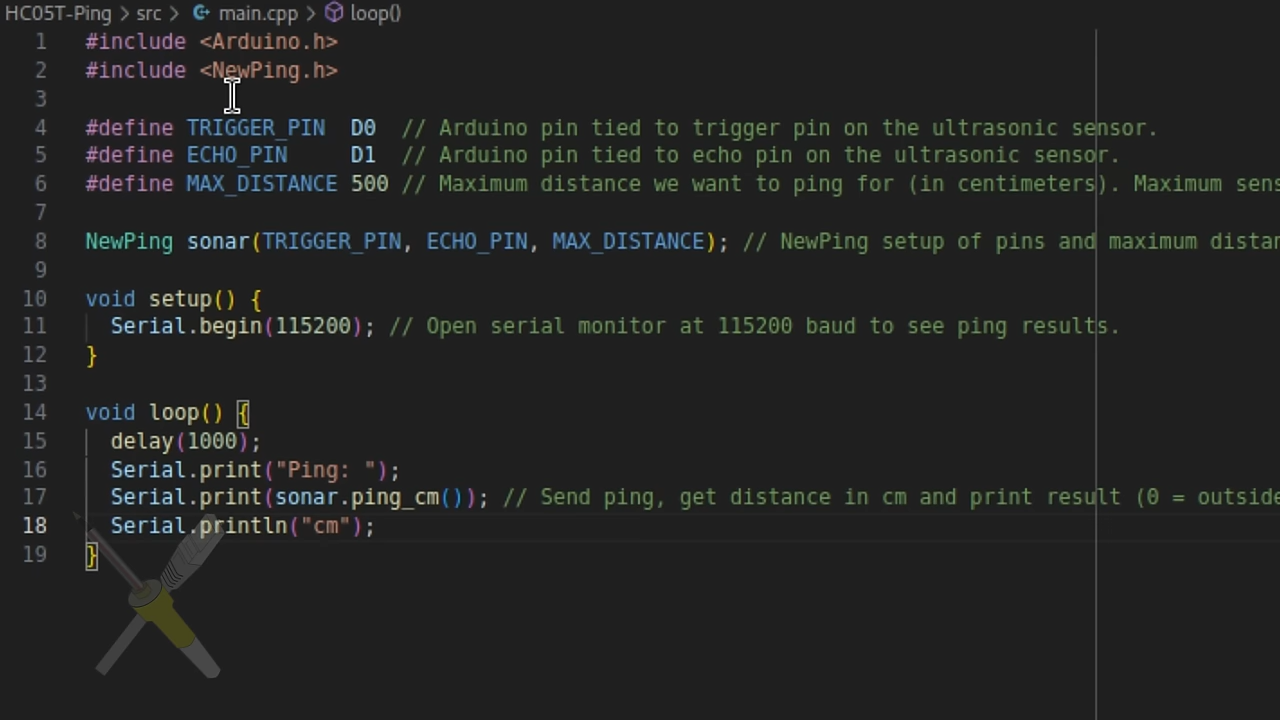 HC05T-Ping > src > main.cpp > loop()
1 #include <Arduino.h>
2 #include <NewPing.h>
3
4 #define TRIGGER_PIN  D0  // Arduino pin tied to trigger pin on the ultrasonic sensor.
5 #define ECHO_PIN     D1  // Arduino pin tied to echo pin on the ultrasonic sensor.
6 #define MAX_DISTANCE 500 // Maximum distance we want to ping for (in centimeters). Maximum sens
7
8 NewPing sonar(TRIGGER_PIN, ECHO_PIN, MAX_DISTANCE); // NewPing setup of pins and maximum distan
9
10 void setup() {
11   Serial.begin(115200); // Open serial monitor at 115200 baud to see ping results.
12 }
13
14 void loop() {
15   delay(1000);
16   Serial.print("Ping: ");
17   Serial.print(sonar.ping_cm()); // Send ping, get distance in cm and print result (0 = outside
18   Serial.println("cm");
19 }